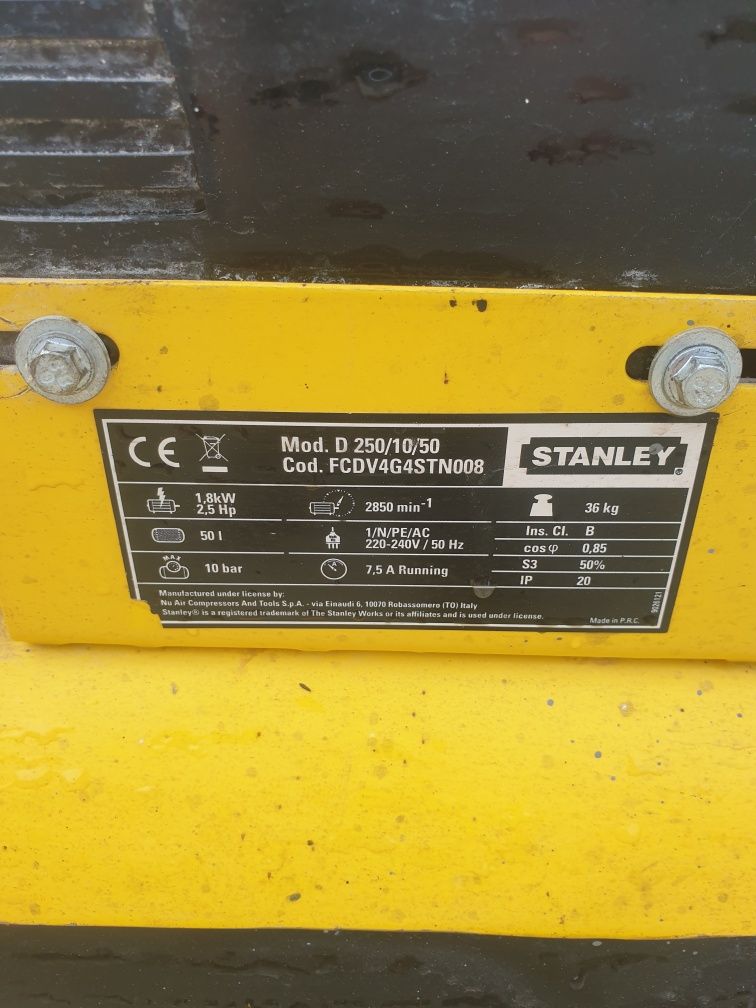 CE
Mod. D 250/10/50
Cod. FCDV4G4STN008
STANLEY
1,8kW
2,5 Hp
2850 min-1
36 kg
50 l
1/N/PE/AC
220-240V / 50 Hz
Ins. Cl. B
cosφ 0,85
MAX
10 bar
A
7,5 A Running
S3 50%
IP 20
Manufactured under license by:
Nu Air Compressors And Tools S.p.A. - via Einaudi 6, 10070 Robassomero (TO) Italy
Stanley® is a registered trademark of The Stanley Works or its affiliates and is used under license.
Made in P.R.C.